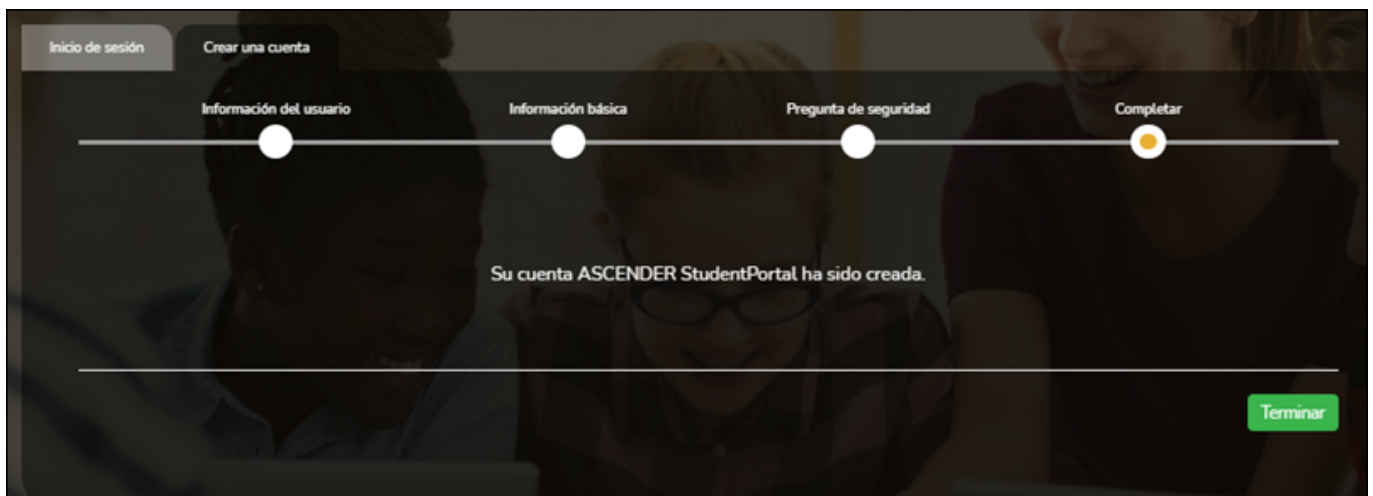 Inicio de sesión
Crear una cuenta
Información del usuario
Información básica
Pregunta de seguridad
Completar
Su cuenta ASCENDER StudentPortal ha sido creada.
Terminar